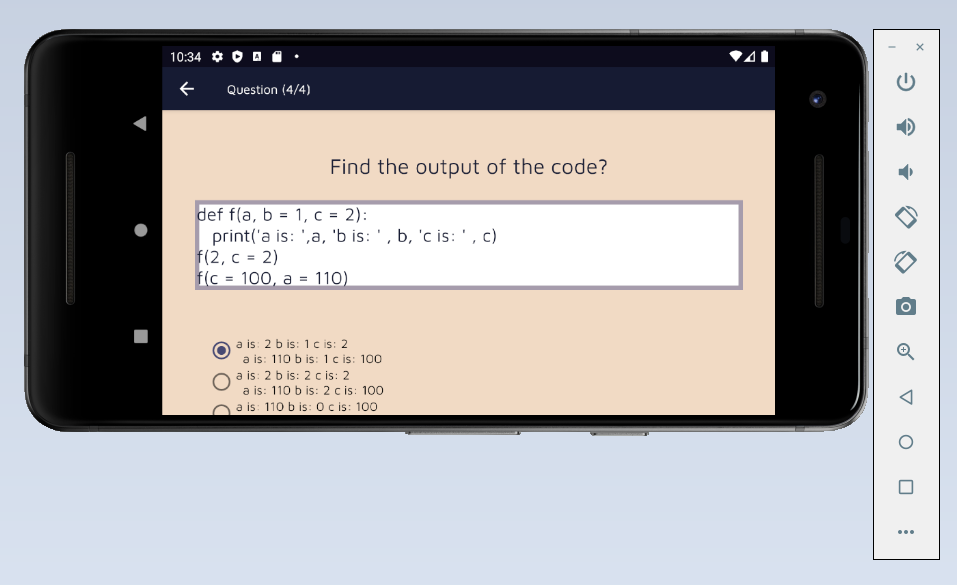 10:34
Question (4/4)
Find the output of the code?
def f(a, b = 1, c = 2):
print('a is: ',a, 'b is: ' , b, 'c is: ' , c)
f(2, c = 2)
f(c = 100, a = 110)
a is: 2 b is: 1 c is: 2
a is: 110 b is: 1 c is: 100
a is: 2 b is: 2 c is: 2
a is: 110 b is: 2 c is: 100
a is: 110 b is: 0 c is: 100